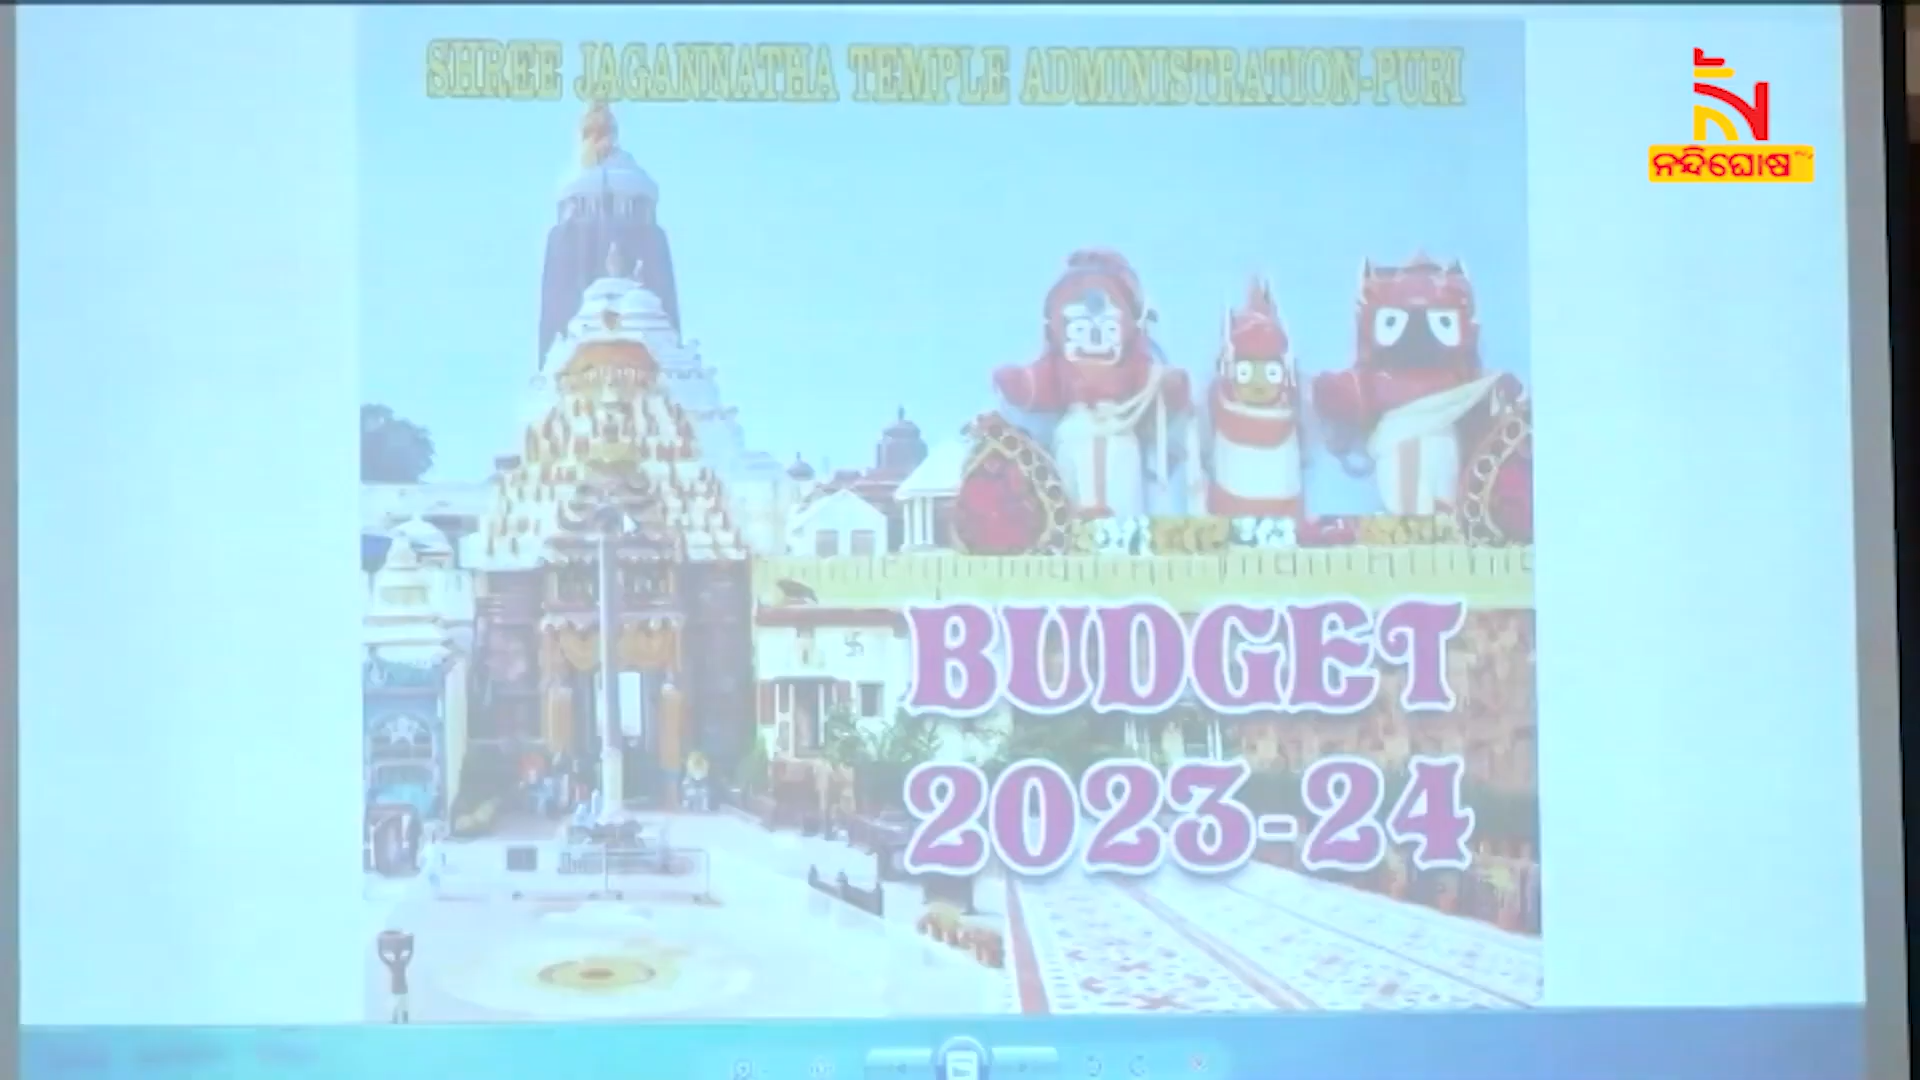 SHREE JAGANNATHA TEMPLE ADMINISTRATION-PURI
ନନ୍ଦିଘୋଷ
BUDGET
2023-24